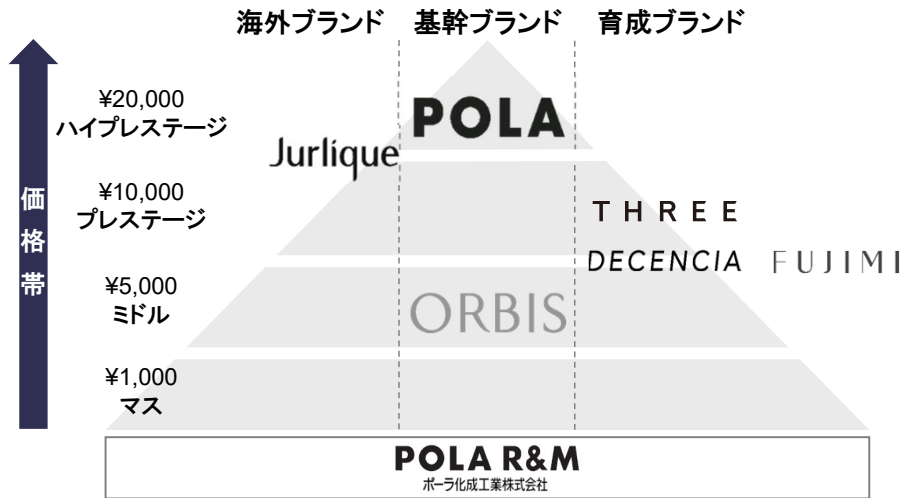 海外ブランド
基幹ブランド
育成ブランド
価格帯
¥20,000
ハイプレステージ
POLA
Jurlique
¥10,000
プレステージ
THREE
DECENCIA
FUJIMI
¥5,000
ミドル
ORBIS
¥1,000
マス
POLA R&M
ポーラ化成工業株式会社